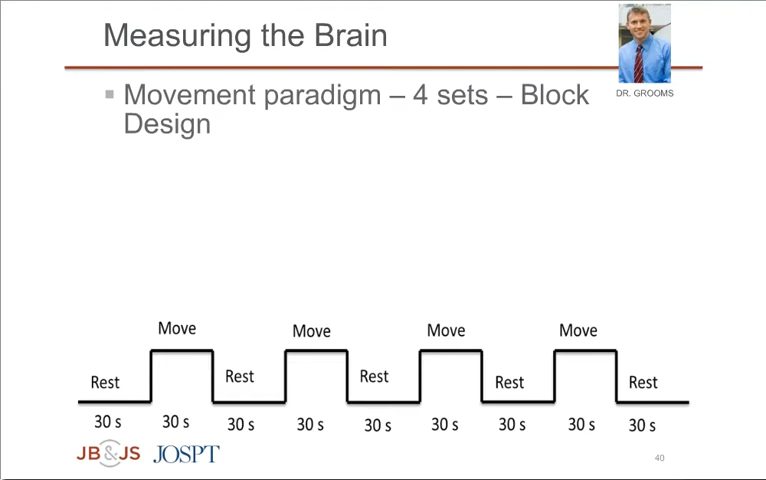 Measuring the Brain
DR. GROOMS
Movement paradigm – 4 sets – Block
Design
Move Move Move Move
Rest Rest Rest Rest Rest
30 s 30 s 30 s 30 s 30 s 30 s 30 s 30 s 30 s
JB&JS JOSPT
40